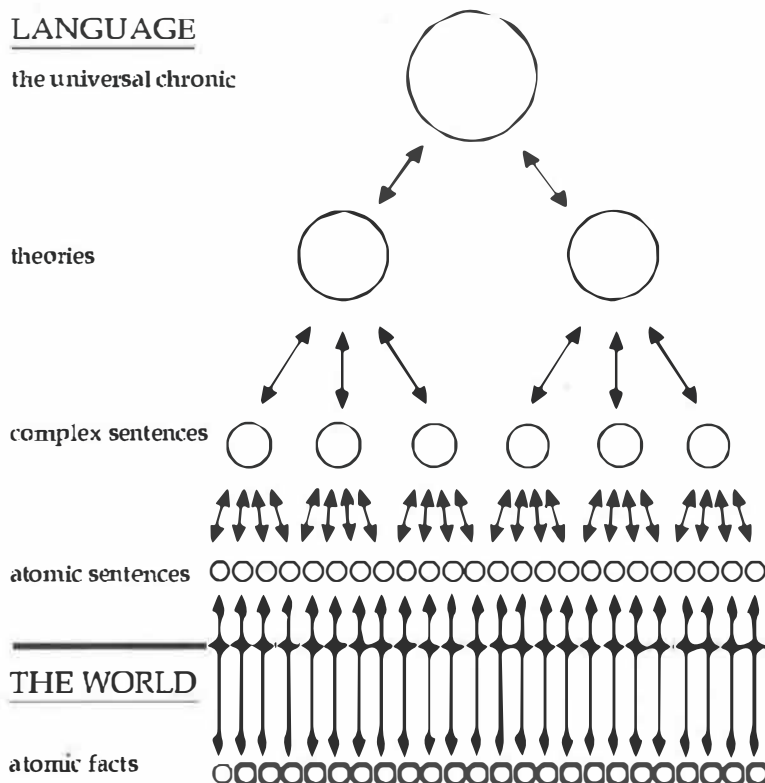 LANGUAGE
the universal chronic
theories
complex sentences
atomic sentences
THE WORLD
atomic facts